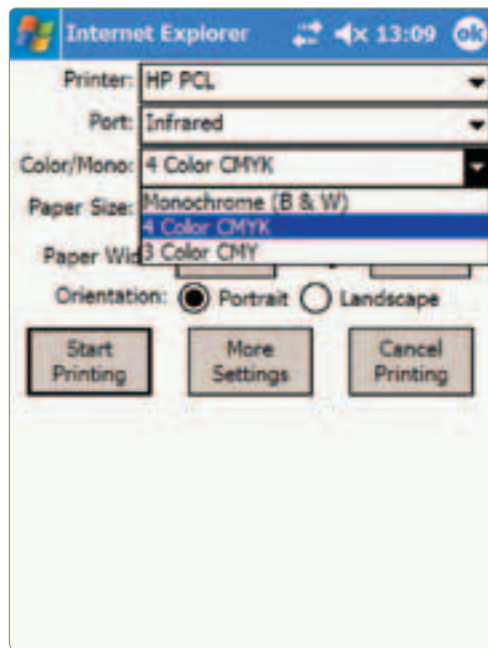 Internet Explorer 13:09 ok
Printer: HP PCL
Port: Infrared
Color/Mono: 4 Color CMYK
Monochrome (B & W)
Paper Size:
4 Color CMYK
3 Color CMY
Paper Wid
Orientation: Portrait Landscape
Start Printing
More Settings
Cancel Printing